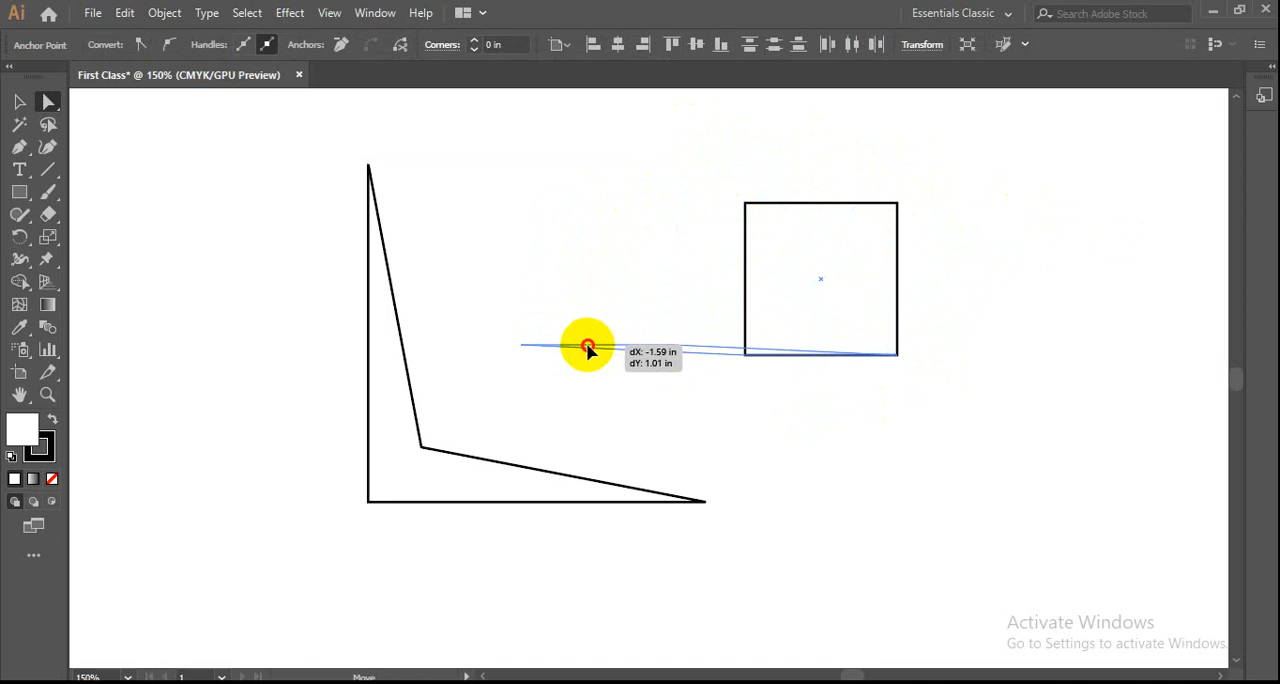 Ai File Edit Object Type Select Effect View Window Help Essentials Classic Search Adobe Stock
Anchor Point Convert: Handles: Anchors: Corners: 0 in Transform
First Class* @ 150% (CMYK/GPU Preview) ×
dX: -1.59 in
dY: 1.01 in
Activate Windows
Go to Settings to activate Windows.
150% 1 Move